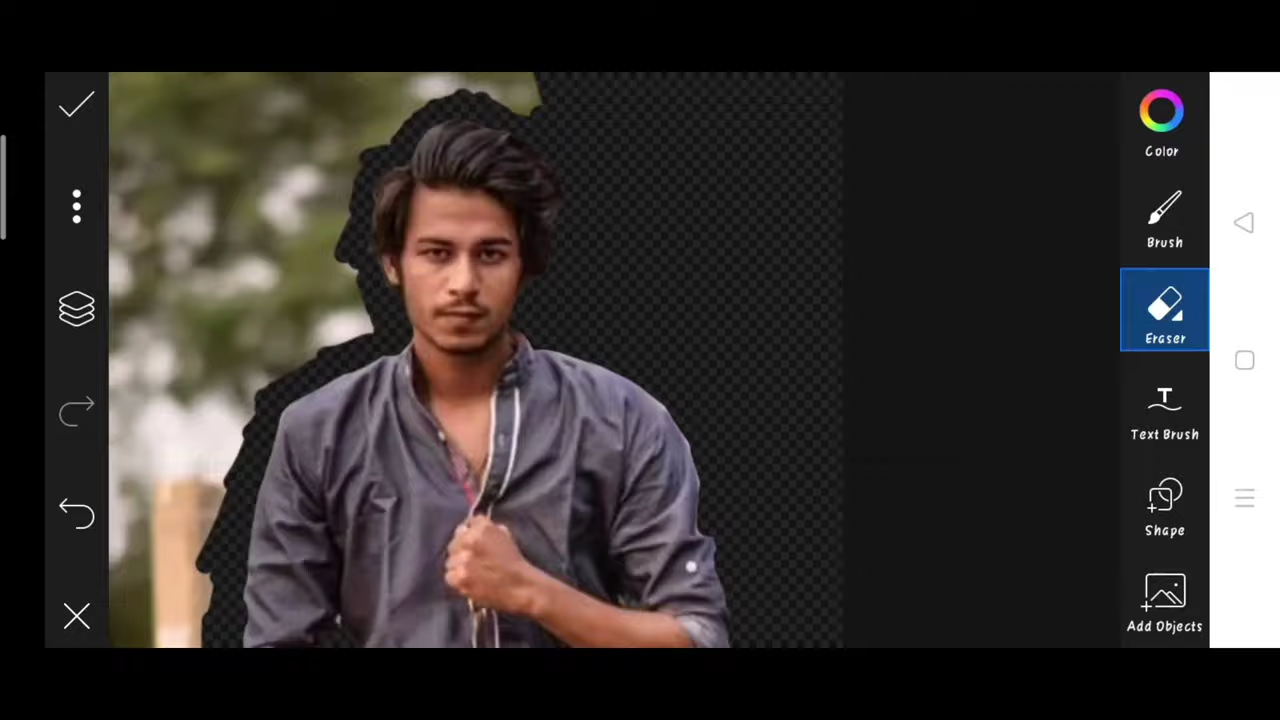 Color
Brush
Eraser
Text Brush
Shape
Add Objects